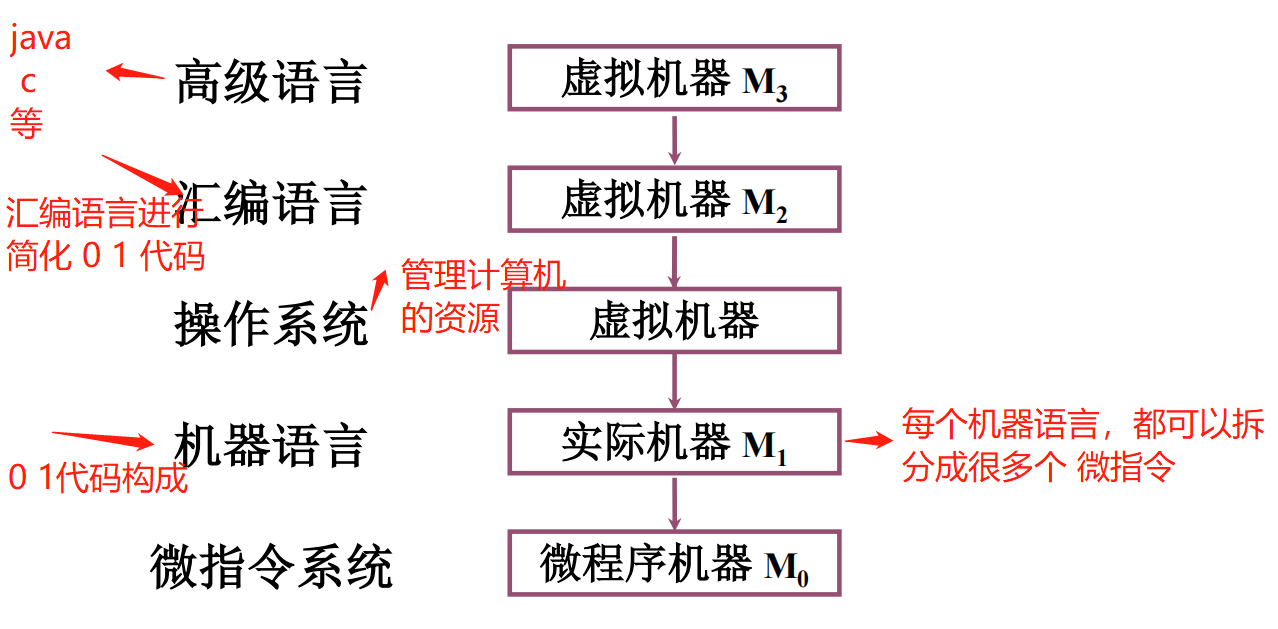 java
c
等
高级语言
虚拟机器 M3
汇编语言
虚拟机器 M2
汇编语言进行
简化 0 1 代码
管理计算机
的资源
操作系统
虚拟机器
机器语言
实际机器 M1
每个机器语言，都可以拆
分成很多个 微指令
0 1代码构成
微指令系统
微程序机器 M0